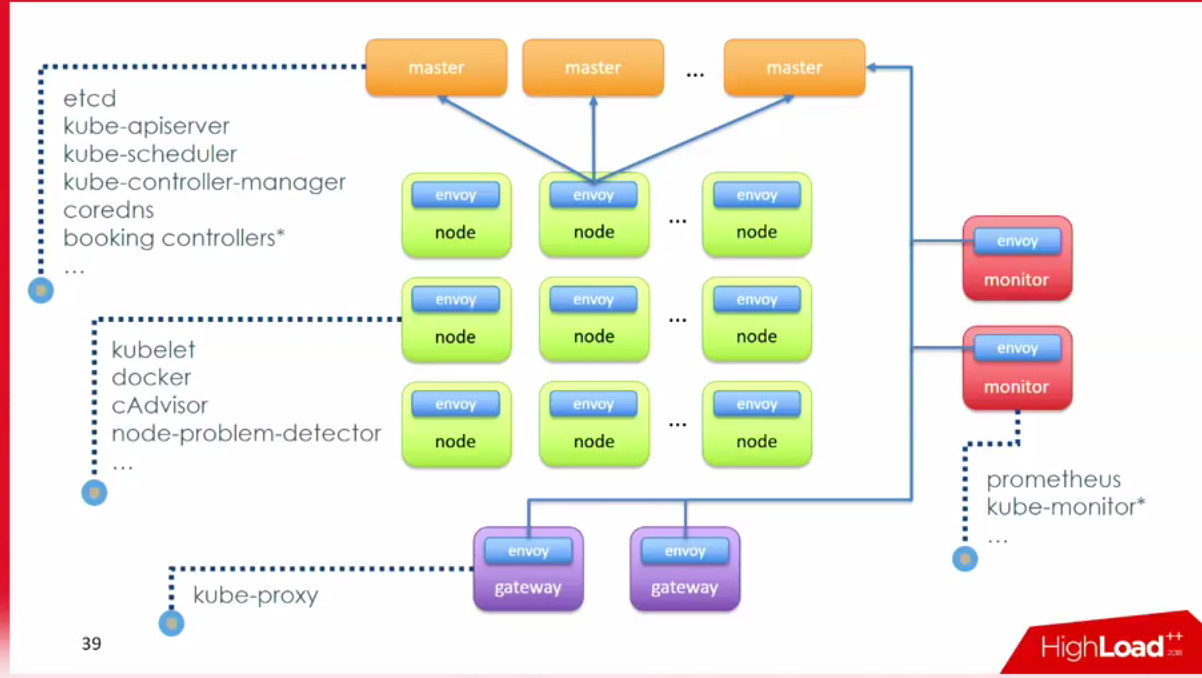 master
master
...
master
etcd
kube-apiserver
kube-scheduler
kube-controller-manager
coredns
booking controllers*
...
envoy
node
envoy
node
...
envoy
node
envoy
node
envoy
node
...
envoy
node
envoy
node
envoy
node
...
envoy
node
kubelet
docker
cAdvisor
node-problem-detector
...
envoy
monitor
envoy
monitor
prometheus
kube-monitor*
...
envoy
gateway
envoy
gateway
kube-proxy
39
HighLoad++
2018